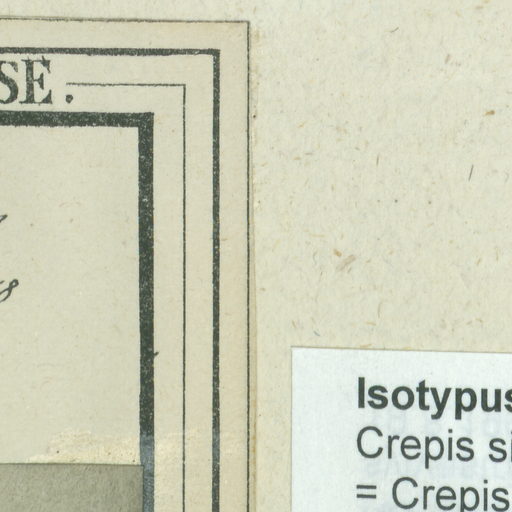 SE.
s
Isotypus
Crepis si
= Crepis